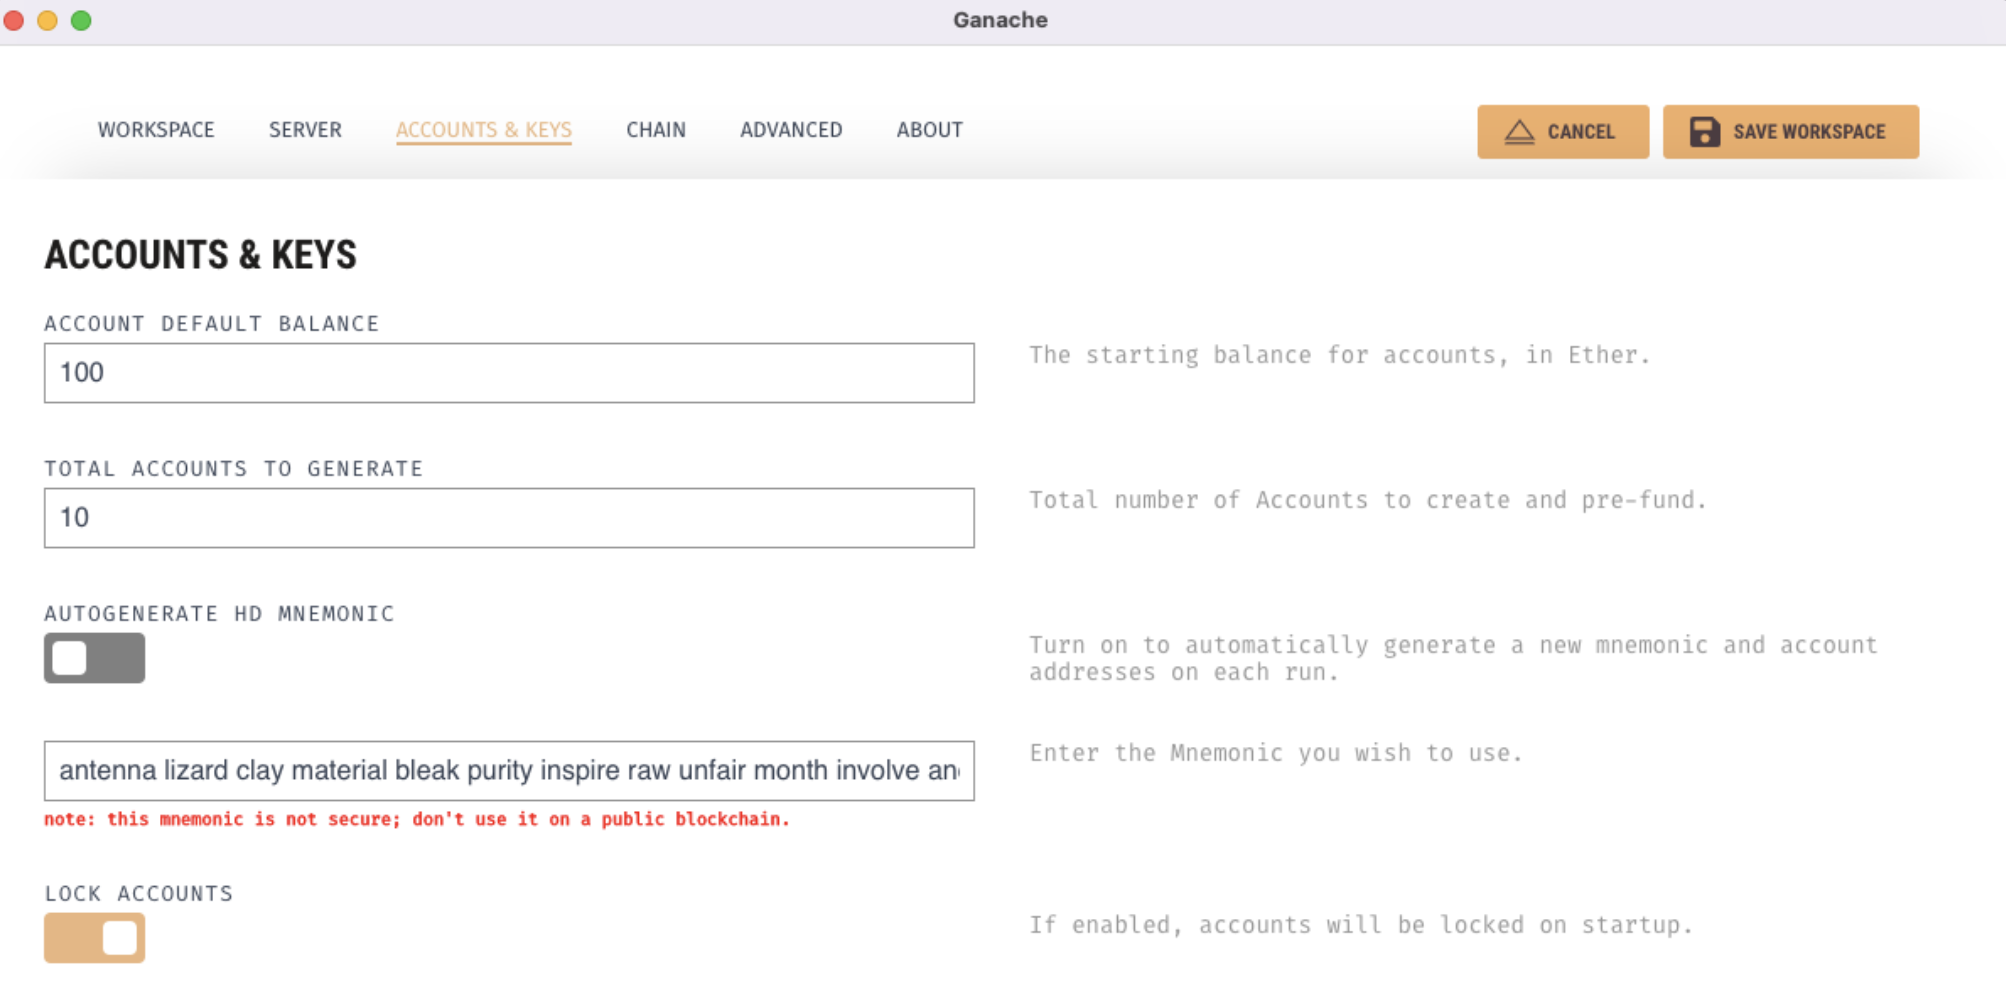 Ganache
WORKSPACE SERVER ACCOUNTS & KEYS CHAIN ADVANCED ABOUT CANCEL SAVE WORKSPACE
ACCOUNTS & KEYS
ACCOUNT DEFAULT BALANCE
100
The starting balance for accounts, in Ether.
TOTAL ACCOUNTS TO GENERATE
10
Total number of Accounts to create and pre-fund.
AUTOGENERATE HD MNEMONIC
Turn on to automatically generate a new mnemonic and account
addresses on each run.
antenna lizard clay material bleak purity inspire raw unfair month involve
Enter the Mnemonic you wish to use.
note: this mnemonic is not secure; don't use it on a public blockchain.
LOCK ACCOUNTS
If enabled, accounts will be locked on startup.